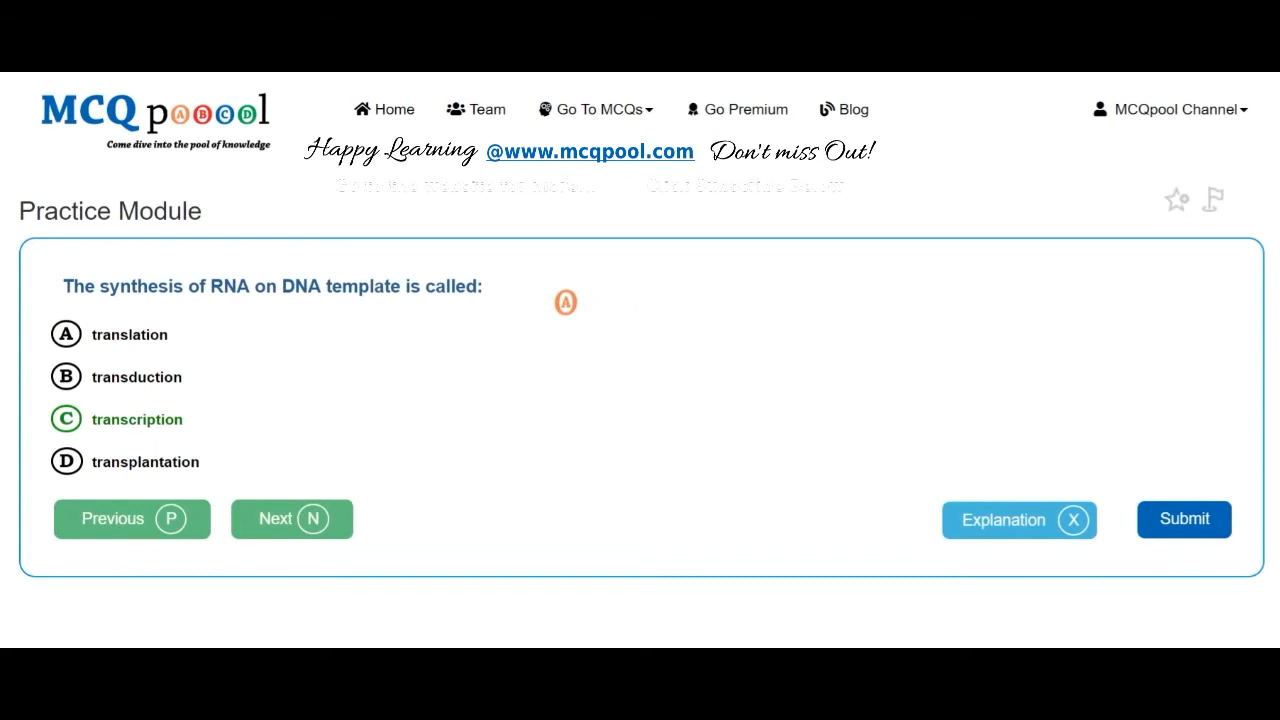 MCQ pooool
Come dive into the pool of knowledge
Home Team Go To MCQs Go Premium Blog MCQpool Channel
Happy Learning @www.mcqpool.com Don't miss Out!
Practice Module
The synthesis of RNA on DNA template is called:
A
A translation
B transduction
C transcription
D transplantation
Previous P Next N Explanation X Submit